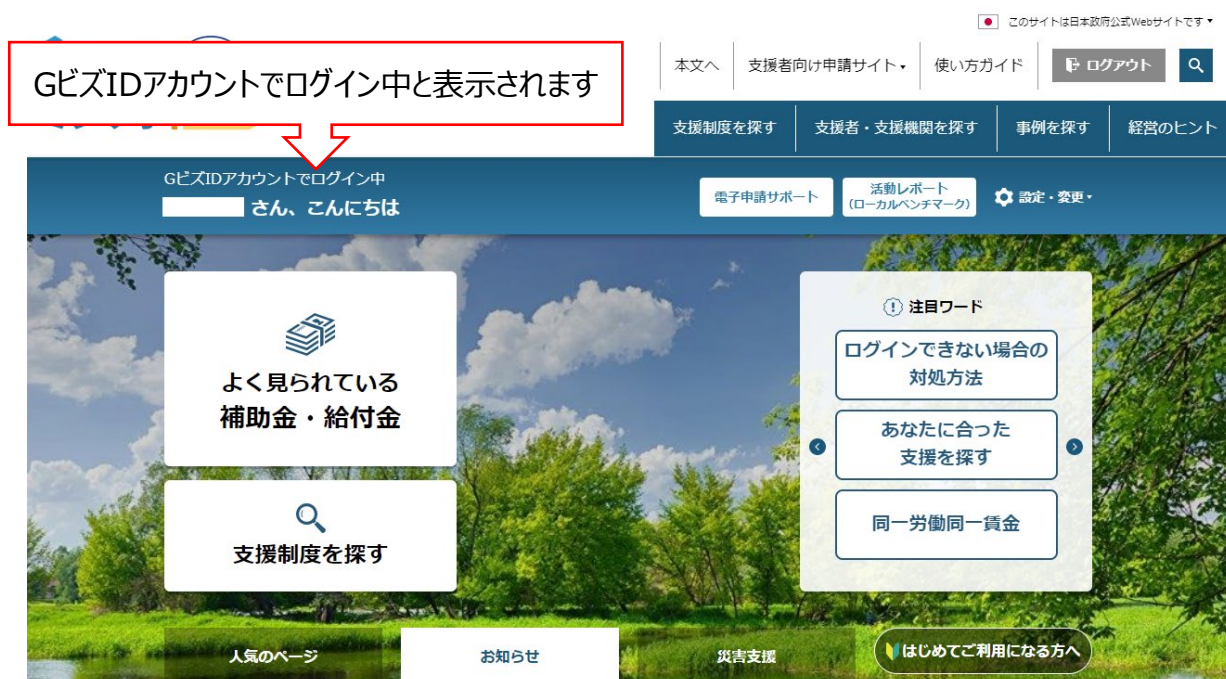 このサイトは日本政府公式Webサイトです
GビズIDアカウントでログイン中と表示されます
本文へ
支援者向け申請サイト
使い方ガイド
ログアウト
支援制度を探す
支援者・支援機関を探す
事例を探す
経営のヒント
GビズIDアカウントでログイン中
さん、こんにちは
電子申請サポート
活動レポート
(ローカルベンチマーク)
設定・変更
よく見られている
補助金・給付金
支援制度を探す
注目ワード
ログインできない場合の
対処方法
あなたに合った
支援を探す
同一労働同一賃金
人気のページ
お知らせ
災害支援
はじめてご利用になる方へ